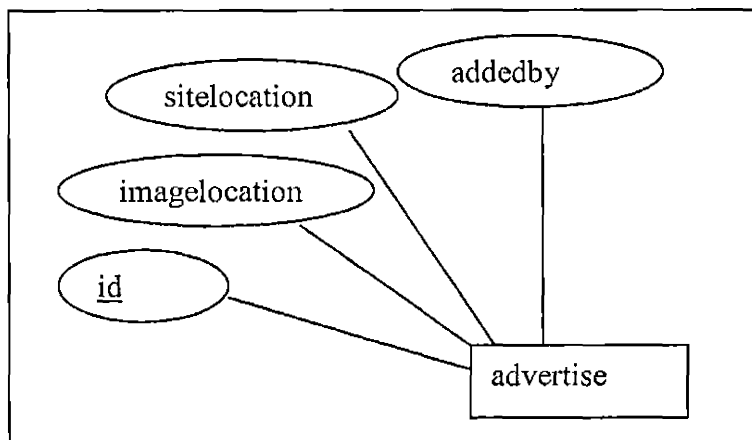 addedby
sitelocation
imagelocation
id
advertise